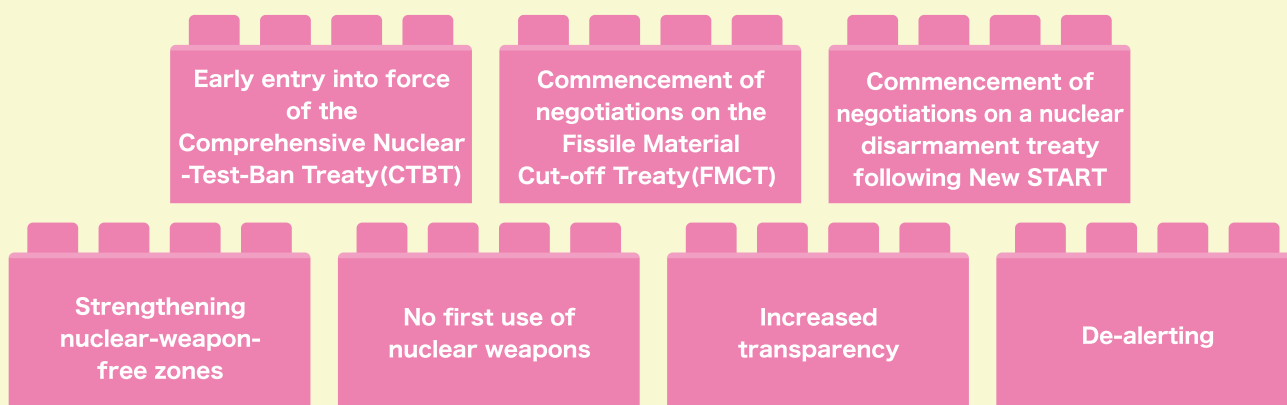 Early entry into force
of the
Comprehensive Nuclear
-Test-Ban Treaty(CTBT)
Commencement of
negotiations on the
Fissile Material
Cut-off Treaty(FMCT)
Commencement of
negotiations on a nuclear
disarmament treaty
following New START
Strengthening
nuclear-weapon-
free zones
No first use of
nuclear weapons
Increased
transparency
De-alerting